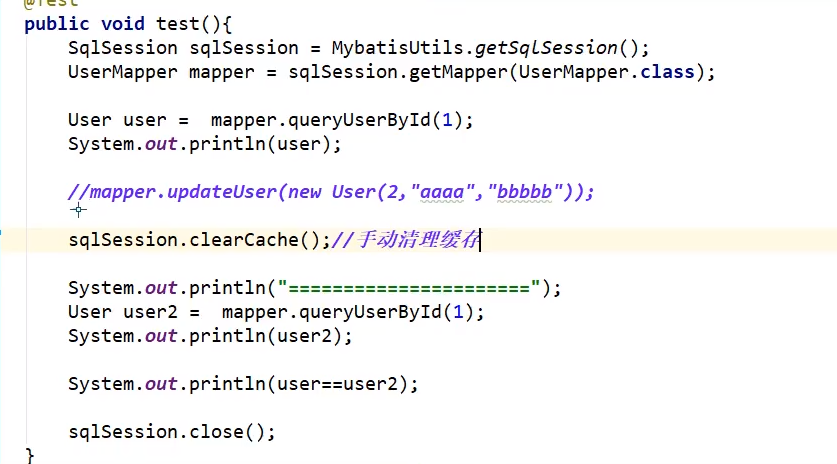 @Test
public void test(){
SqlSession sqlSession = MybatisUtils.getSqlSession();
UserMapper mapper = sqlSession.getMapper(UserMapper.class);
User user =  mapper.queryUserById(1);
System.out.println(user);
//mapper.updateUser(new User(2,"aaaa","bbbbb"));
sqlSession.clearCache();//手动清理缓存
System.out.println("======================");
User user2 =  mapper.queryUserById(1);
System.out.println(user2);
System.out.println(user==user2);
sqlSession.close();
}